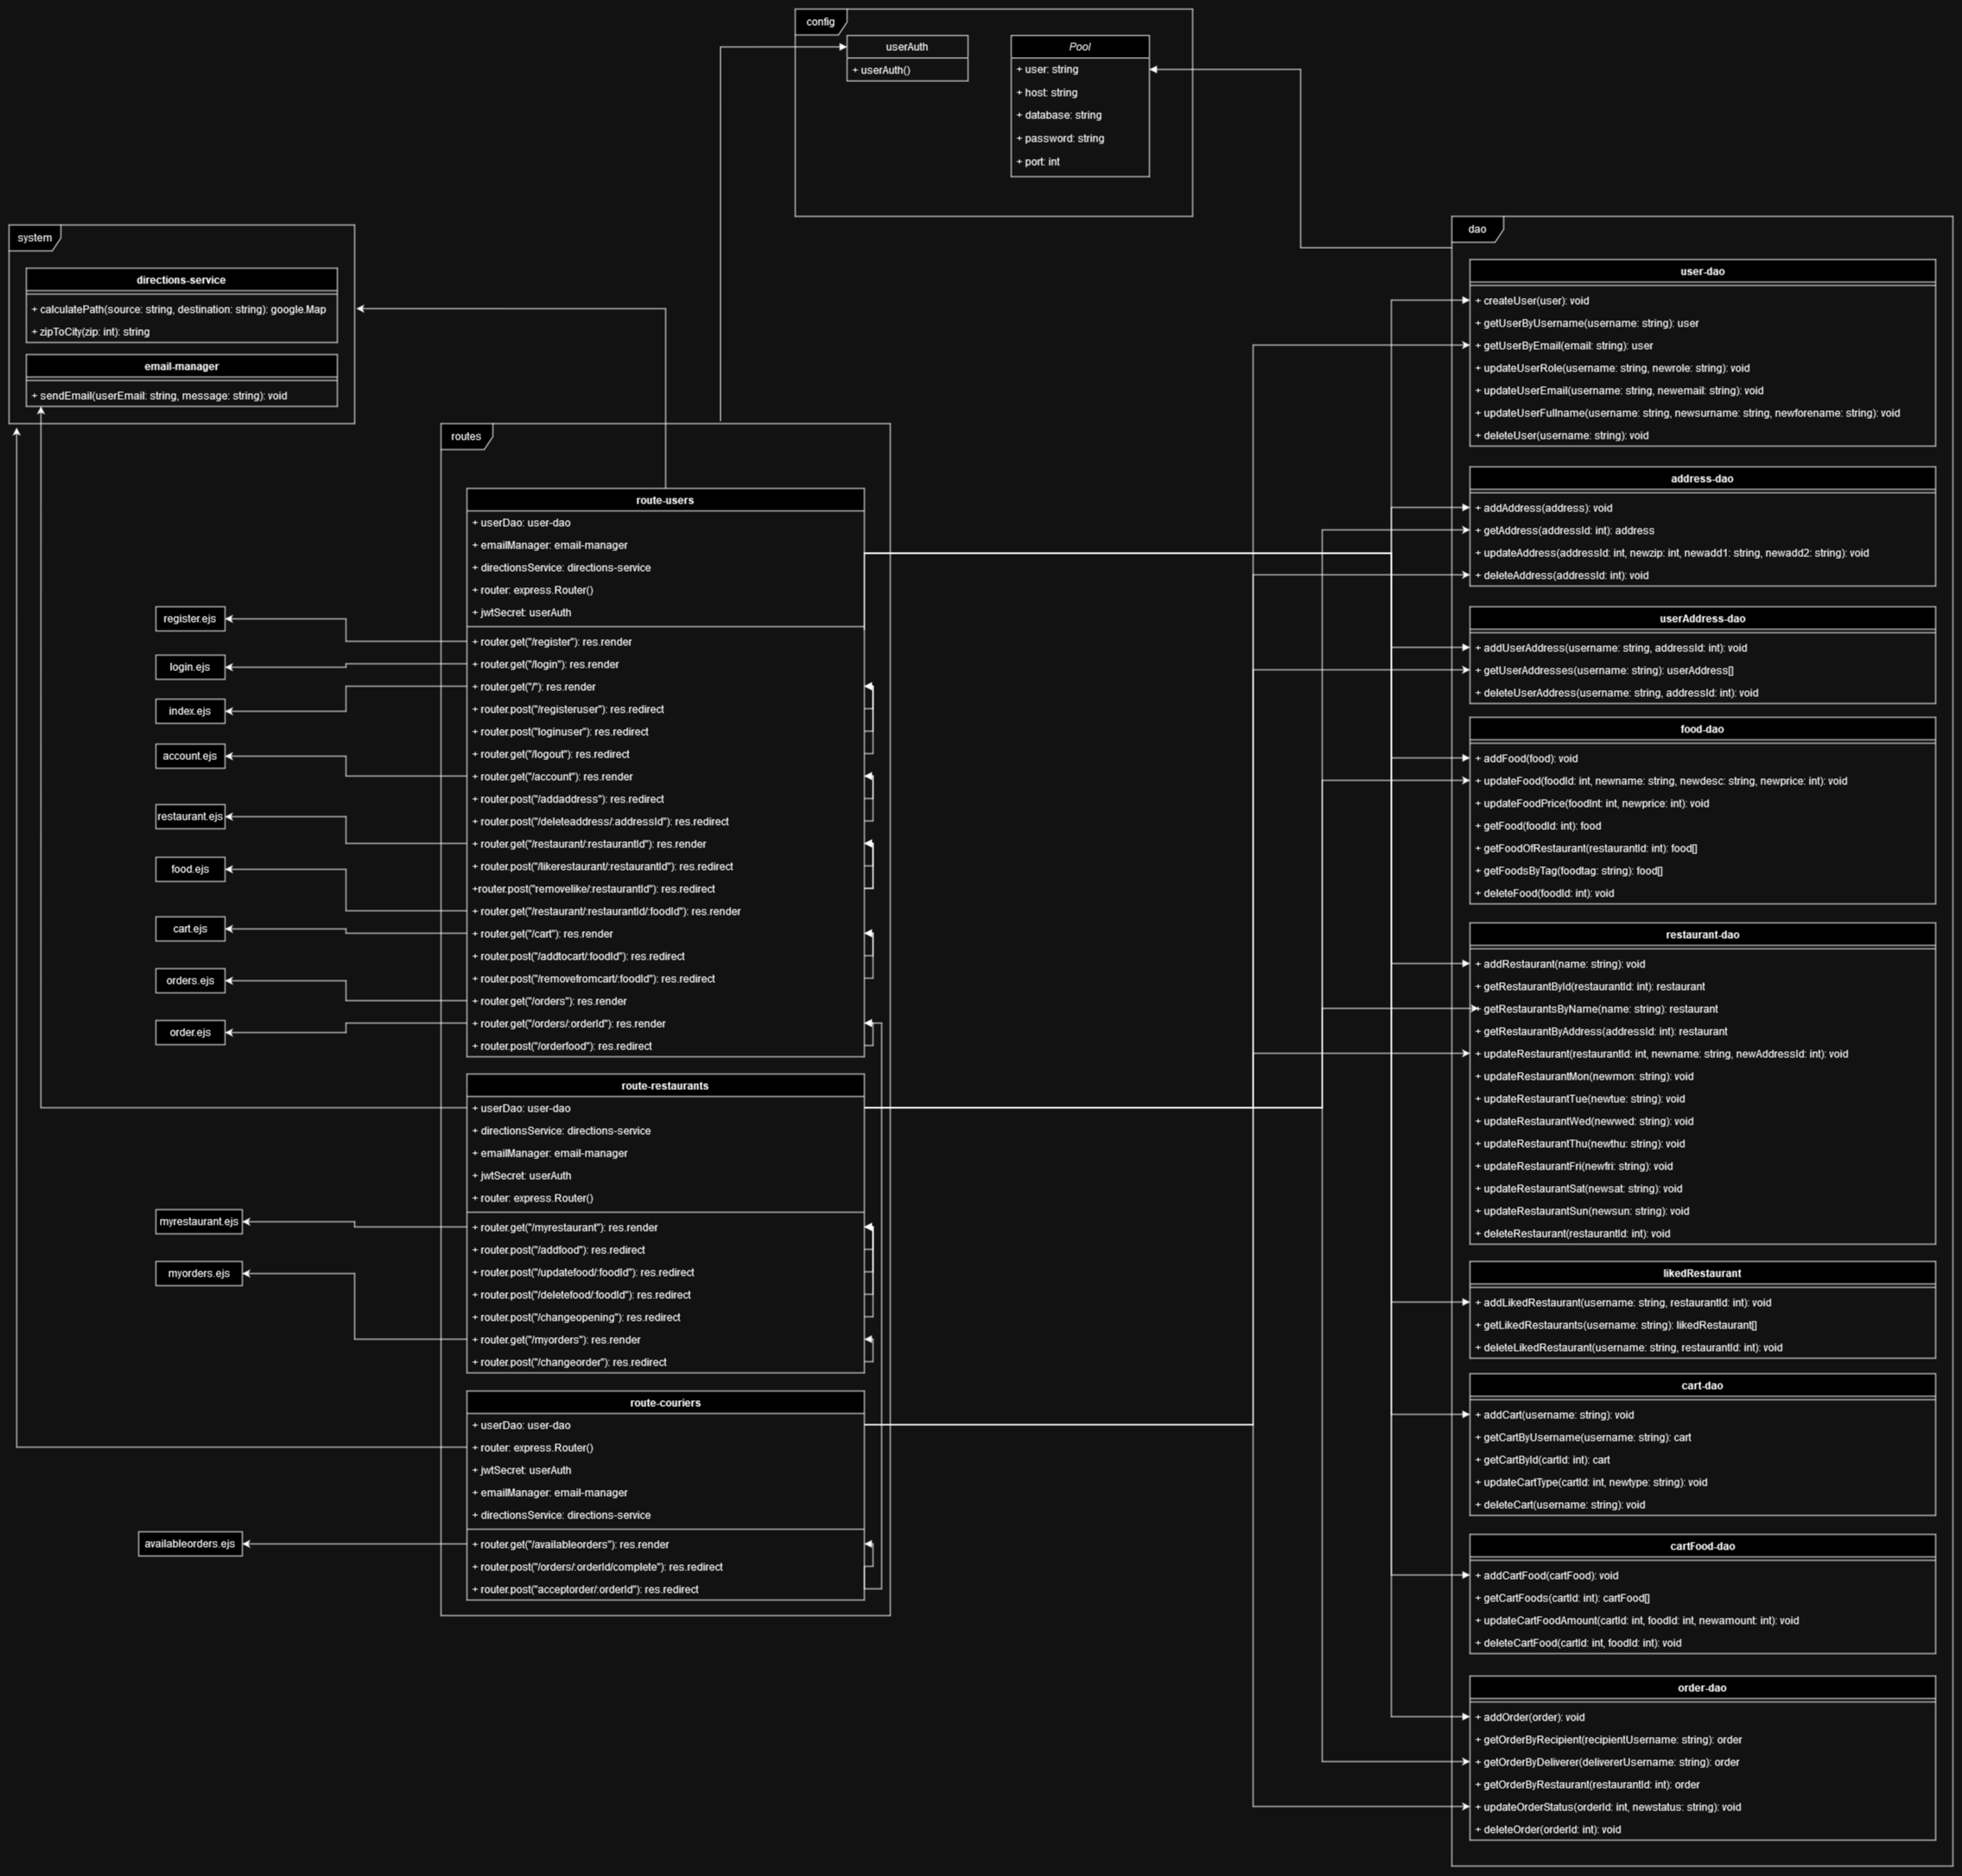 config
userAuth
+ userAuth()
Pool
+ user: string
+ host: string
+ database: string
+ password: string
+ port: int
system
directions-service
+ calculatePath(source: string, destination: string): google.Map
+ zipToCity(zip: int): string
email-manager
+ sendEmail(userEmail: string, message: string): void
routes
route-users
+ userDao: user-dao
+ emailManager: email-manager
+ directionsService: directions-service
+ router: express.Router()
+ jwtSecret: userAuth
+ router.get("/register"): res.render
+ router.get("/login"): res.render
+ router.get("/"): res.render
+ router.post("/registeruser"): res.redirect
+ router.post("loginuser"): res.redirect
+ router.get("/logout"): res.redirect
+ router.get("/account"): res.render
+ router.post("/addaddress"): res.redirect
+ router.post("/deleteaddress/:addressId"): res.redirect
+ router.get("/restaurant/:restaurantId"): res.render
+ router.post("/likerestaurant/:restaurantId"): res.redirect
+router.post("removelike/:restaurantId"): res.redirect
+ router.get("/restaurant/:restaurantId/:foodId"): res.render
+ router.get("/cart"): res.render
+ router.post("/addtocart/:foodId"): res.redirect
+ router.post("/removefromcart/:foodId"): res.redirect
+ router.get("/orders"): res.render
+ router.get("/orders/:orderId"): res.render
+ router.post("/orderfood"): res.redirect
register.ejs
login.ejs
index.ejs
account.ejs
restaurant.ejs
food.ejs
cart.ejs
orders.ejs
order.ejs
route-restaurants
+ userDao: user-dao
+ directionsService: directions-service
+ emailManager: email-manager
+ jwtSecret: userAuth
+ router: express.Router()
+ router.get("/myrestaurant"): res.render
+ router.post("/addfood"): res.redirect
+ router.post("/updatefood/:foodId"): res.redirect
+ router.post("/deletefood/:foodId"): res.redirect
+ router.post("/changeopening"): res.redirect
+ router.get("/myorders"): res.render
+ router.post("/changeorder"): res.redirect
myrestaurant.ejs
myorders.ejs
route-couriers
+ userDao: user-dao
+ router: express.Router()
+ jwtSecret: userAuth
+ emailManager: email-manager
+ directionsService: directions-service
+ router.get("/availableorders"): res.render
+ router.post("/orders/:orderId/complete"): res.redirect
+ router.post("acceptorder/:orderId"): res.redirect
availableorders.ejs
dao
user-dao
+ createUser(user): void
+ getUserByUsername(username: string): user
+ getUserByEmail(email: string): user
+ updateUserRole(username: string, newrole: string): void
+ updateUserEmail(username: string, newemail: string): void
+ updateUserFullname(username: string, newsurname: string, newforename: string): void
+ deleteUser(username: string): void
address-dao
+ addAddress(address): void
+ getAddress(addressId: int): address
+ updateAddress(addressId: int, newzip: int, newadd1: string, newadd2: string): void
+ deleteAddress(addressId: int): void
userAddress-dao
+ addUserAddress(username: string, addressId: int): void
+ getUserAddresses(username: string): userAddress[]
+ deleteUserAddress(username: string, addressId: int): void
food-dao
+ addFood(food): void
+ updateFood(foodId: int, newname: string, newdesc: string, newprice: int): void
+ updateFoodPrice(foodInt: int, newprice: int): void
+ getFood(foodId: int): food
+ getFoodOfRestaurant(restaurantId: int): food[]
+ getFoodsByTag(foodtag: string): food[]
+ deleteFood(foodId: int): void
restaurant-dao
+ addRestaurant(name: string): void
+ getRestaurantById(restaurantId: int): restaurant
+ getRestaurantsByName(name: string): restaurant
+ getRestaurantByAddress(addressId: int): restaurant
+ updateRestaurant(restaurantId: int, newname: string, newAddressId: int): void
+ updateRestaurantMon(newmon: string): void
+ updateRestaurantTue(newtue: string): void
+ updateRestaurantWed(newwed: string): void
+ updateRestaurantThu(newthu: string): void
+ updateRestaurantFri(newfri: string): void
+ updateRestaurantSat(newsat: string): void
+ updateRestaurantSun(newsun: string): void
+ deleteRestaurant(restaurantId: int): void
likedRestaurant
+ addLikedRestaurant(username: string, restaurantId: int): void
+ getLikedRestaurants(username: string): likedRestaurant[]
+ deleteLikedRestaurant(username: string, restaurantId: int): void
cart-dao
+ addCart(username: string): void
+ getCartByUsername(username: string): cart
+ getCartById(cartId: int): cart
+ updateCartType(cartId: int, newtype: string): void
+ deleteCart(username: string): void
cartFood-dao
+ addCartFood(cartFood): void
+ getCartFoods(cartId: int): cartFood[]
+ updateCartFoodAmount(cartId: int, foodId: int, newamount: int): void
+ deleteCartFood(cartId: int, foodId: int): void
order-dao
+ addOrder(order): void
+ getOrderByRecipient(recipientUsername: string): order
+ getOrderByDeliverer(delivererUsername: string): order
+ getOrderByRestaurant(restaurantId: int): order
+ updateOrderStatus(orderId: int, newstatus: string): void
+ deleteOrder(orderId: int): void